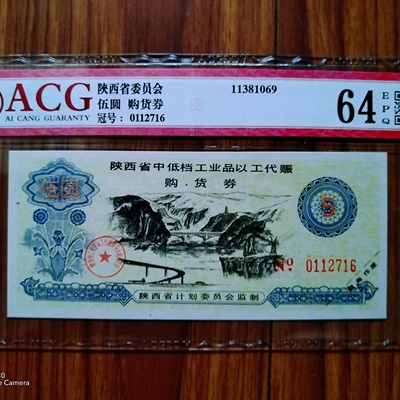 ACG
AI CANG GUARANTY
陕西省委员会
伍圆 购货券
冠号: 0112716
11381069
64
E
P
Q
陕西省中低档工业品以工代赈
购.货券
伍圆
5
Nº 0112716
陕西省计划委员会监制